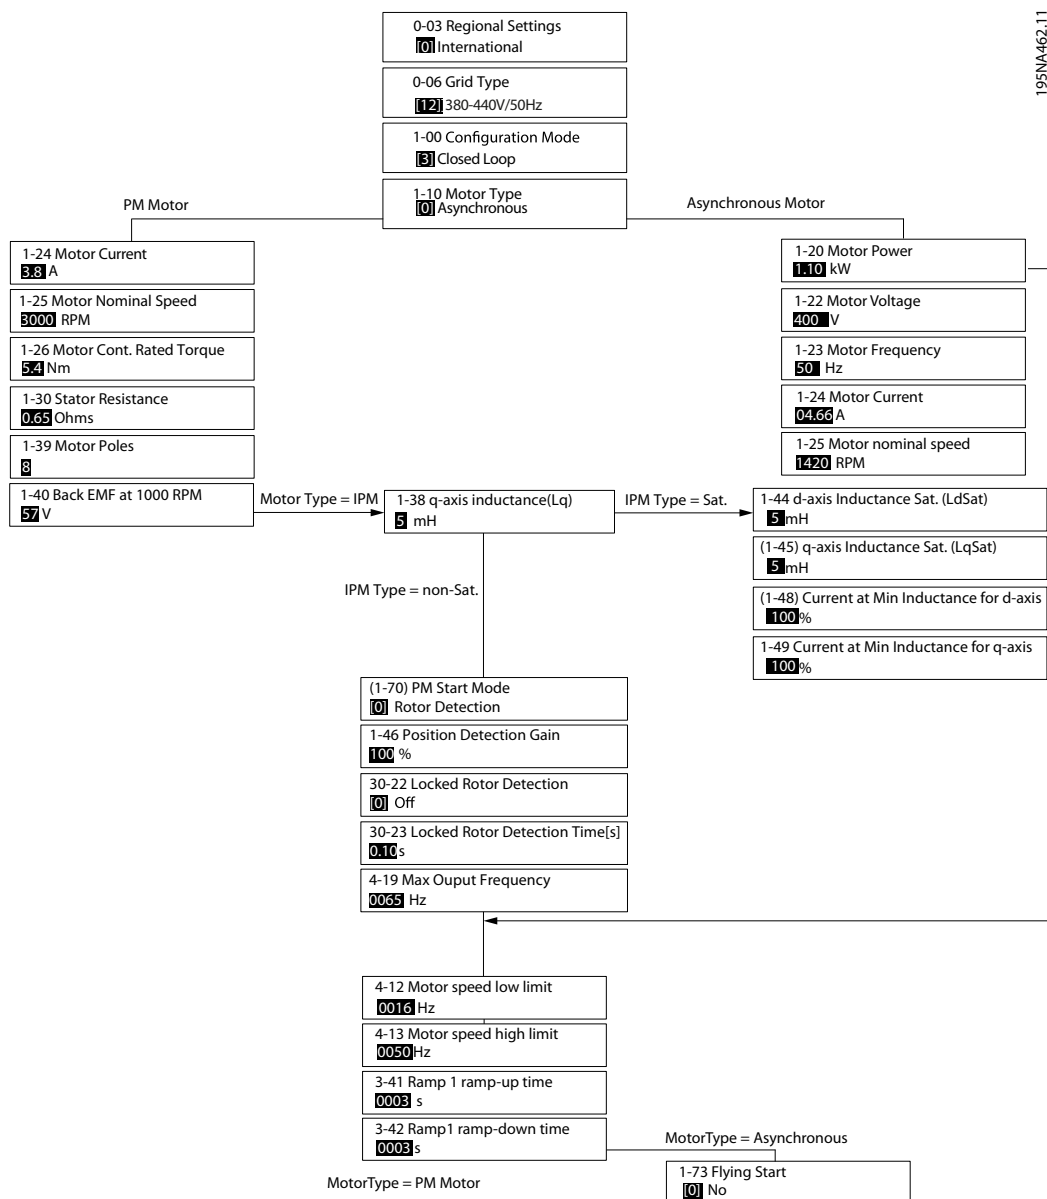 195NA462.11
0-03 Regional Settings
[0] International
0-06 Grid Type
[12] 380-440V/50Hz
1-00 Configuration Mode
[3] Closed Loop
1-10 Motor Type
[0] Asynchronous
PM Motor
Asynchronous Motor
1-24 Motor Current
3.8 A
1-25 Motor Nominal Speed
3000 RPM
1-26 Motor Cont. Rated Torque
5.4 Nm
1-30 Stator Resistance
0.65 Ohms
1-39 Motor Poles
8
1-40 Back EMF at 1000 RPM
57 V
1-20 Motor Power
1.10 kW
1-22 Motor Voltage
400 V
1-23 Motor Frequency
50 Hz
1-24 Motor Current
04.66 A
1-25 Motor nominal speed
1420 RPM
Motor Type = IPM
1-38 q-axis inductance(Lq)
5 mH
IPM Type = Sat.
1-44 d-axis Inductance Sat. (LdSat)
5 mH
(1-45) q-axis Inductance Sat. (LqSat)
5 mH
(1-48) Current at Min Inductance for d-axis
100 %
1-49 Current at Min Inductance for q-axis
100 %
IPM Type = non-Sat.
(1-70) PM Start Mode
[0] Rotor Detection
1-46 Position Detection Gain
100 %
30-22 Locked Rotor Detection
[0] Off
30-23 Locked Rotor Detection Time[s]
0.10 s
4-19 Max Ouput Frequency
0065 Hz
4-12 Motor speed low limit
0016 Hz
4-13 Motor speed high limit
0050 Hz
3-41 Ramp 1 ramp-up time
0003 s
3-42 Ramp1 ramp-down time
0003 s
MotorType = Asynchronous
MotorType = PM Motor
1-73 Flying Start
[0] No